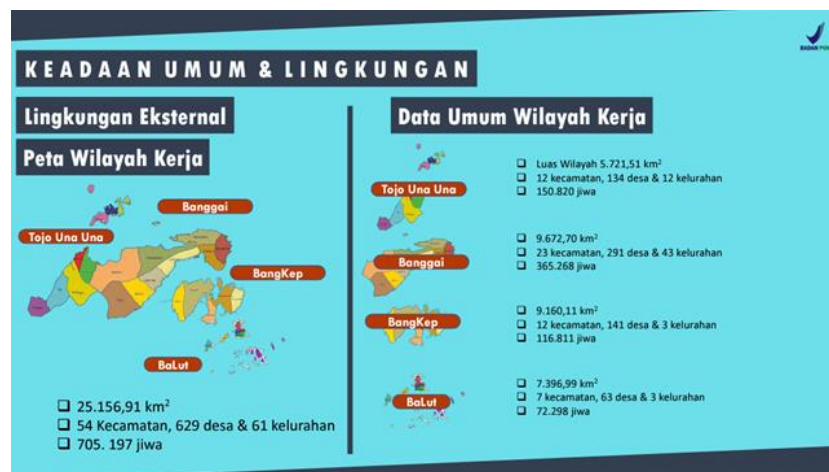 BADAN POM
KEADAAN UMUM & LINGKUNGAN
Lingkungan Eksternal
Peta Wilayah Kerja
Banggai
Tojo Una Una
BangKep
BaLut
❑ 25.156,91 km²
❑ 54 Kecamatan, 629 desa & 61 kelurahan
❑ 705. 197 jiwa
Data Umum Wilayah Kerja
Tojo Una Una
❑ Luas Wilayah 5.721,51 km²
❑ 12 kecamatan, 134 desa & 12 kelurahan
❑ 150.820 jiwa
Banggai
❑ 9.672,70 km²
❑ 23 kecamatan, 291 desa & 43 kelurahan
❑ 365.268 jiwa
BangKep
❑ 9.160,11 km²
❑ 12 kecamatan, 141 desa & 3 kelurahan
❑ 116.811 jiwa
BaLut
❑ 7.396,99 km²
❑ 7 kecamatan, 63 desa & 3 kelurahan
❑ 72.298 jiwa